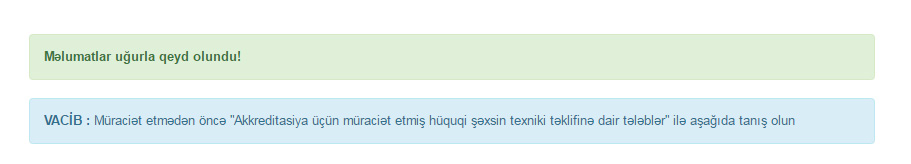 Məlumatlar uğurla qeyd olundu!
VACİB : Müraciət etmədən öncə "Akkreditasiya üçün müraciət etmiş hüquqi şəxsin texniki təklifinə dair tələblər" ilə aşağıda tanış olun